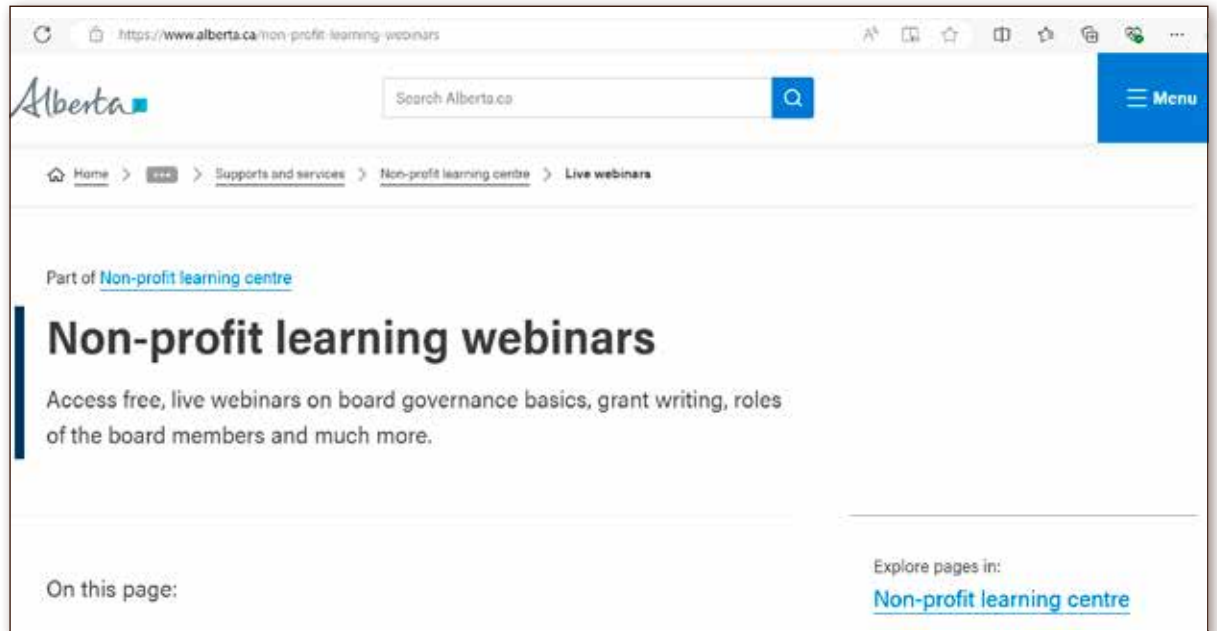 https://www.alberta.ca/non-profit-learning-webinars
Alberta
Search Alberta.ca
Menu
Home > ... > Supports and services > Non-profit learning centre > Live webinars
Part of Non-profit learning centre
Non-profit learning webinars
Access free, live webinars on board governance basics, grant writing, roles
of the board members and much more.
On this page:
Explore pages in:
Non-profit learning centre